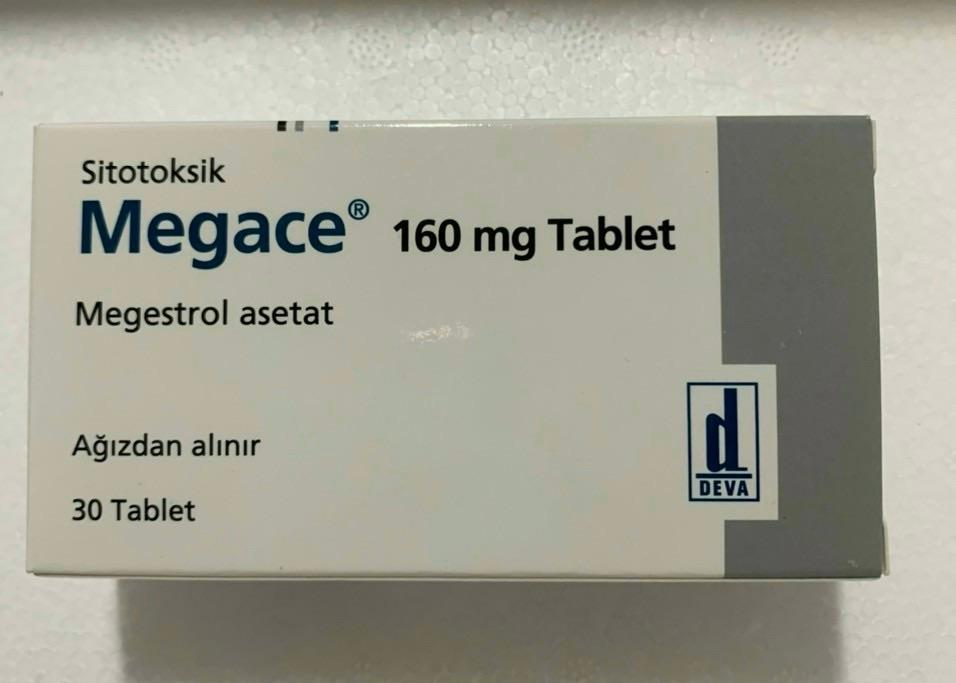 Sitotoksik
Megace® 160 mg Tablet
Megestrol asetat
Ağızdan alınır
30 Tablet
d
DEVA